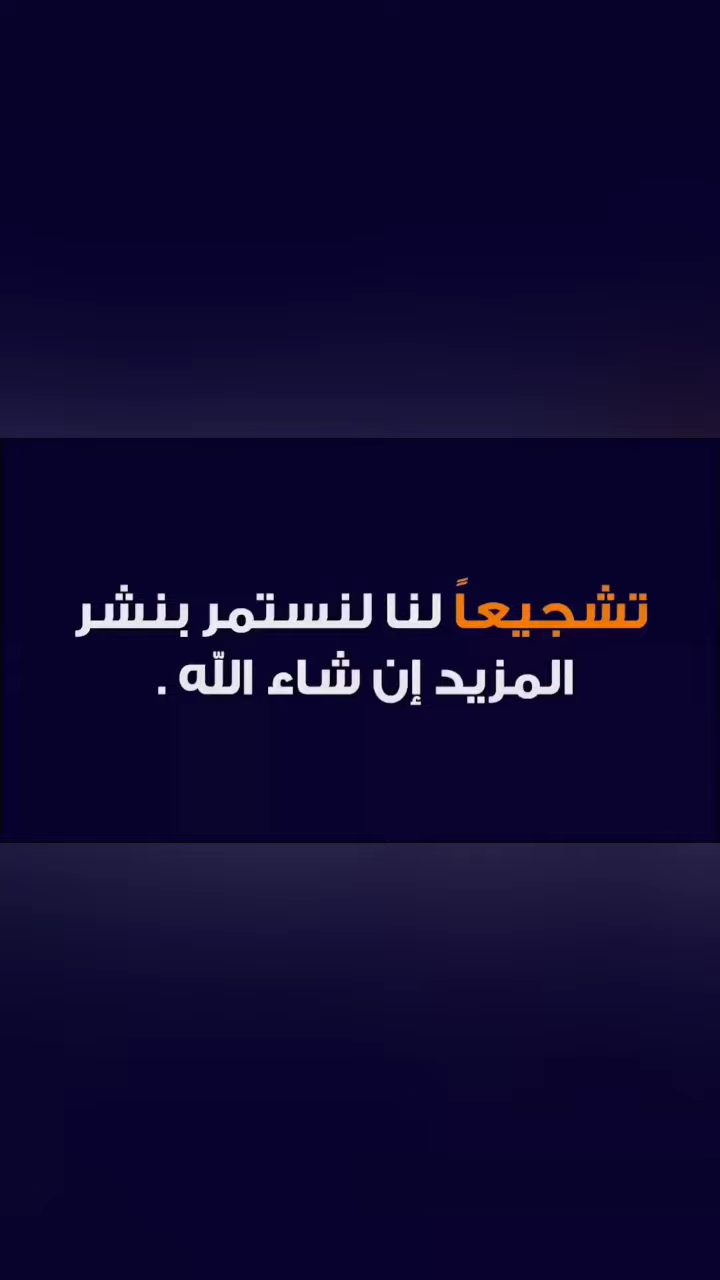 تشجيعاً لنا لنستمر بنشر
المزيد إن شاء الله .